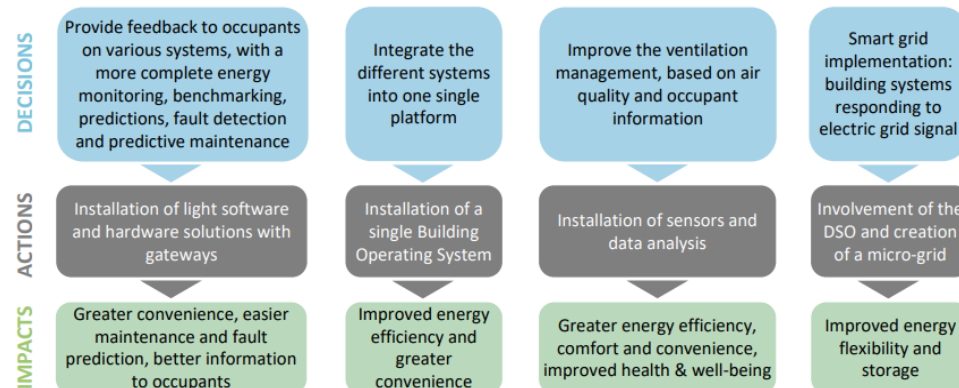 DECISIONS
Provide feedback to occupants
on various systems, with a
more complete energy
monitoring, benchmarking,
predictions, fault detection
and predictive maintenance
Integrate the
different systems
into one single
platform
Improve the ventilation
management, based on air
quality and occupant
information
Smart grid
implementation:
building systems
responding to
electric grid signal
ACTIONS
Installation of light software
and hardware solutions with
gateways
Installation of a
single Building
Operating System
Installation of sensors and
data analysis
Involvement of the
DSO and creation
of a micro-grid
IMPACTS
Greater convenience, easier
maintenance and fault
prediction, better information
to occupants
Improved energy
efficiency and
greater
convenience
Greater energy efficiency,
comfort and convenience,
improved health & well-being
Improved energy
flexibility and
storage